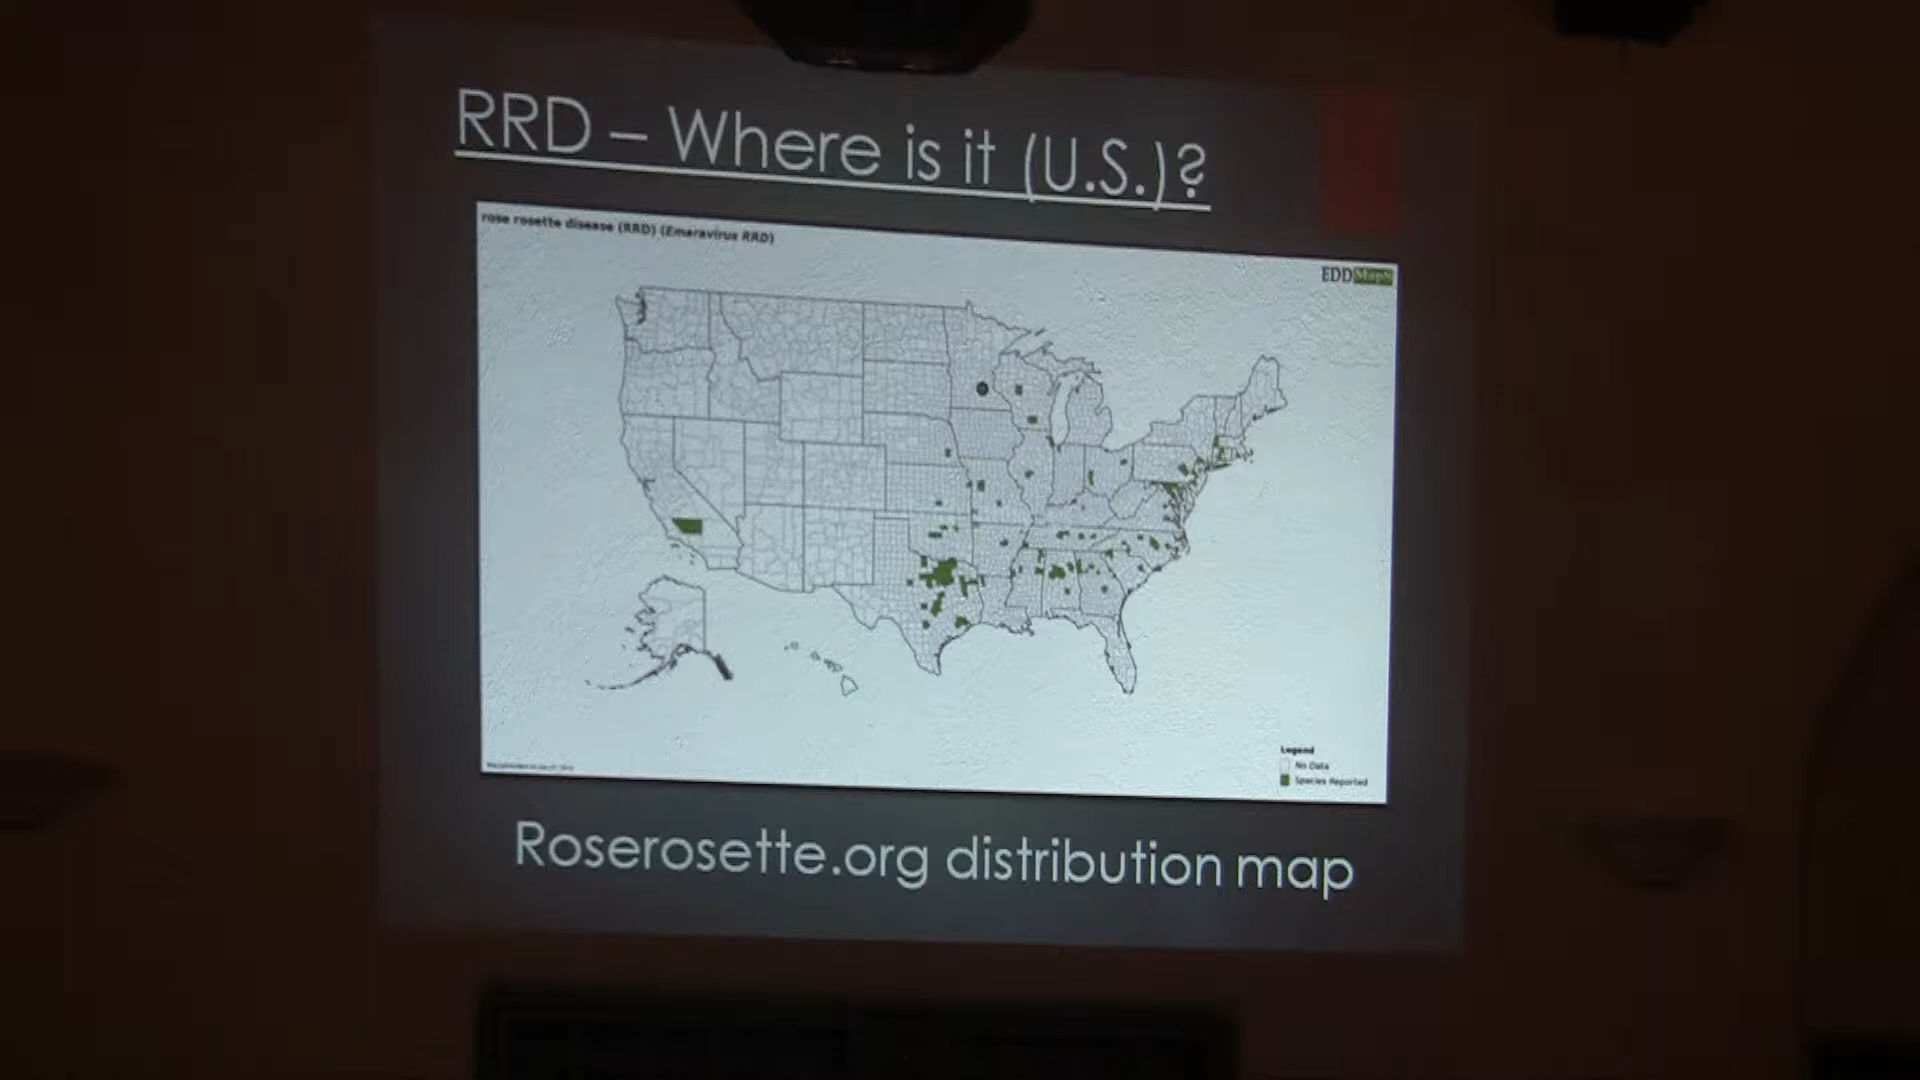 RRD – Where is it (U.S.)?
rose rosette disease (RRD) (Emaravirus RRD)
EDDMapS
Legend
No Data
Species Reported
Roserosette.org distribution map